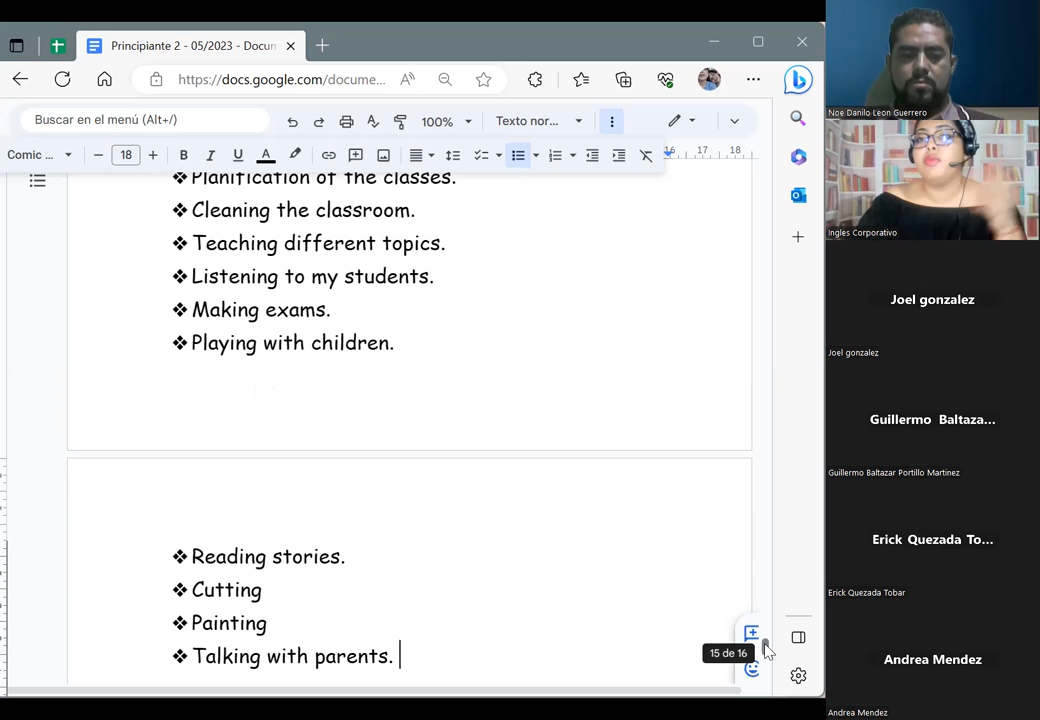 Principiante 2 - 05/2023 - Docum
https://docs.google.com/docume...
Buscar en el menú (Alt+/)
100%
Texto nor...
Comic ...
18
16 17 18
Planification of the classes.
Cleaning the classroom.
Teaching different topics.
Listening to my students.
Making exams.
Playing with children.
Reading stories.
Cutting
Painting
Talking with parents.
15 de 16
Noe Danilo Leon Guerrero
Ingles Corporativo
Joel gonzalez
Joel gonzalez
Guillermo Baltaza...
Guillermo Baltazar Portillo Martinez
Erick Quezada To...
Erick Quezada Tobar
Andrea Mendez
Andrea Mendez